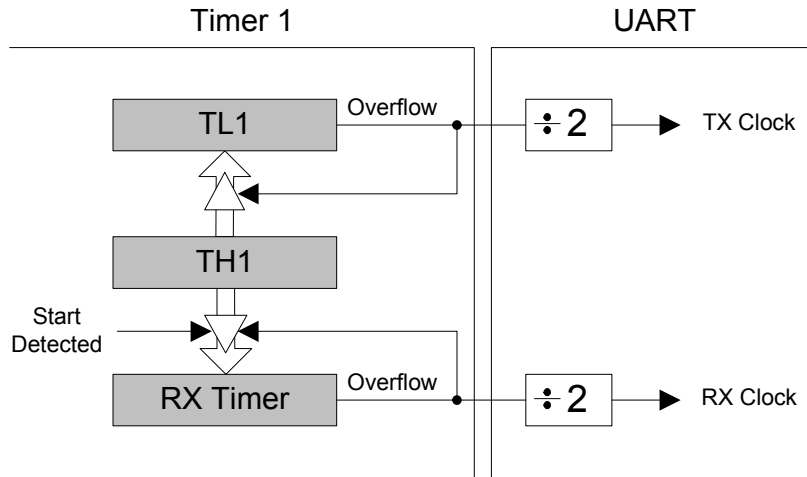 Timer 1
UART
TL1
Overflow
÷ 2
TX Clock
TH1
Start
Detected
RX Timer
Overflow
÷ 2
RX Clock